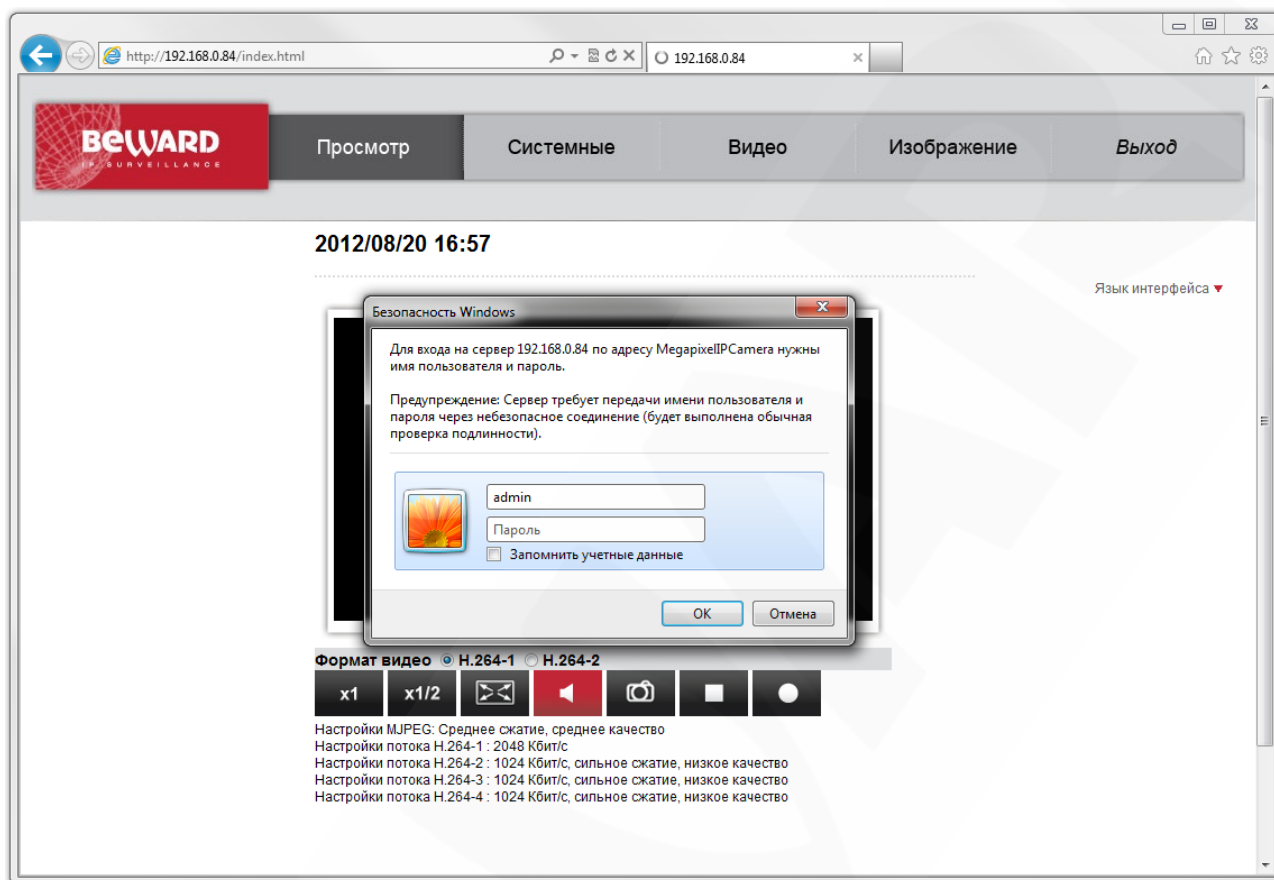 http://192.168.0.84/index.html
192.168.0.84
BEWARD
IP SURVEILLANCE
Просмотр
Системные
Видео
Изображение
Выход
2012/08/20 16:57
Язык интерфейса
Безопасность Windows
Для входа на сервер 192.168.0.84 по адресу MegapixelIPCamera нужны
имя пользователя и пароль.
Предупреждение: Сервер требует передачи имени пользователя и
пароля через небезопасное соединение (будет выполнена обычная
проверка подлинности).
admin
Пароль
Запомнить учетные данные
OK
Отмена
Формат видео H.264-1 H.264-2
x1
x1/2
Настройки MJPEG: Среднее сжатие, среднее качество
Настройки потока H.264-1 : 2048 Кбит/с
Настройки потока H.264-2 : 1024 Кбит/с, сильное сжатие, низкое качество
Настройки потока H.264-3 : 1024 Кбит/с, сильное сжатие, низкое качество
Настройки потока H.264-4 : 1024 Кбит/с, сильное сжатие, низкое качество